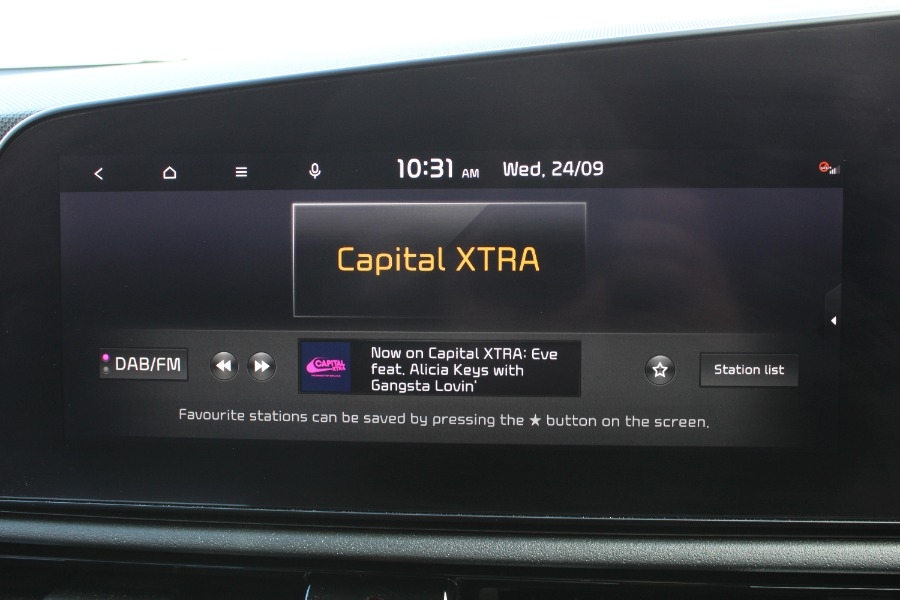 10:31 AM Wed, 24/09
Capital XTRA
DAB/FM
CAPITAL
XTRA
Now on Capital XTRA: Eve
feat. Alicia Keys with
Gangsta Lovin'
Station list
Favourite stations can be saved by pressing the ★ button on the screen.